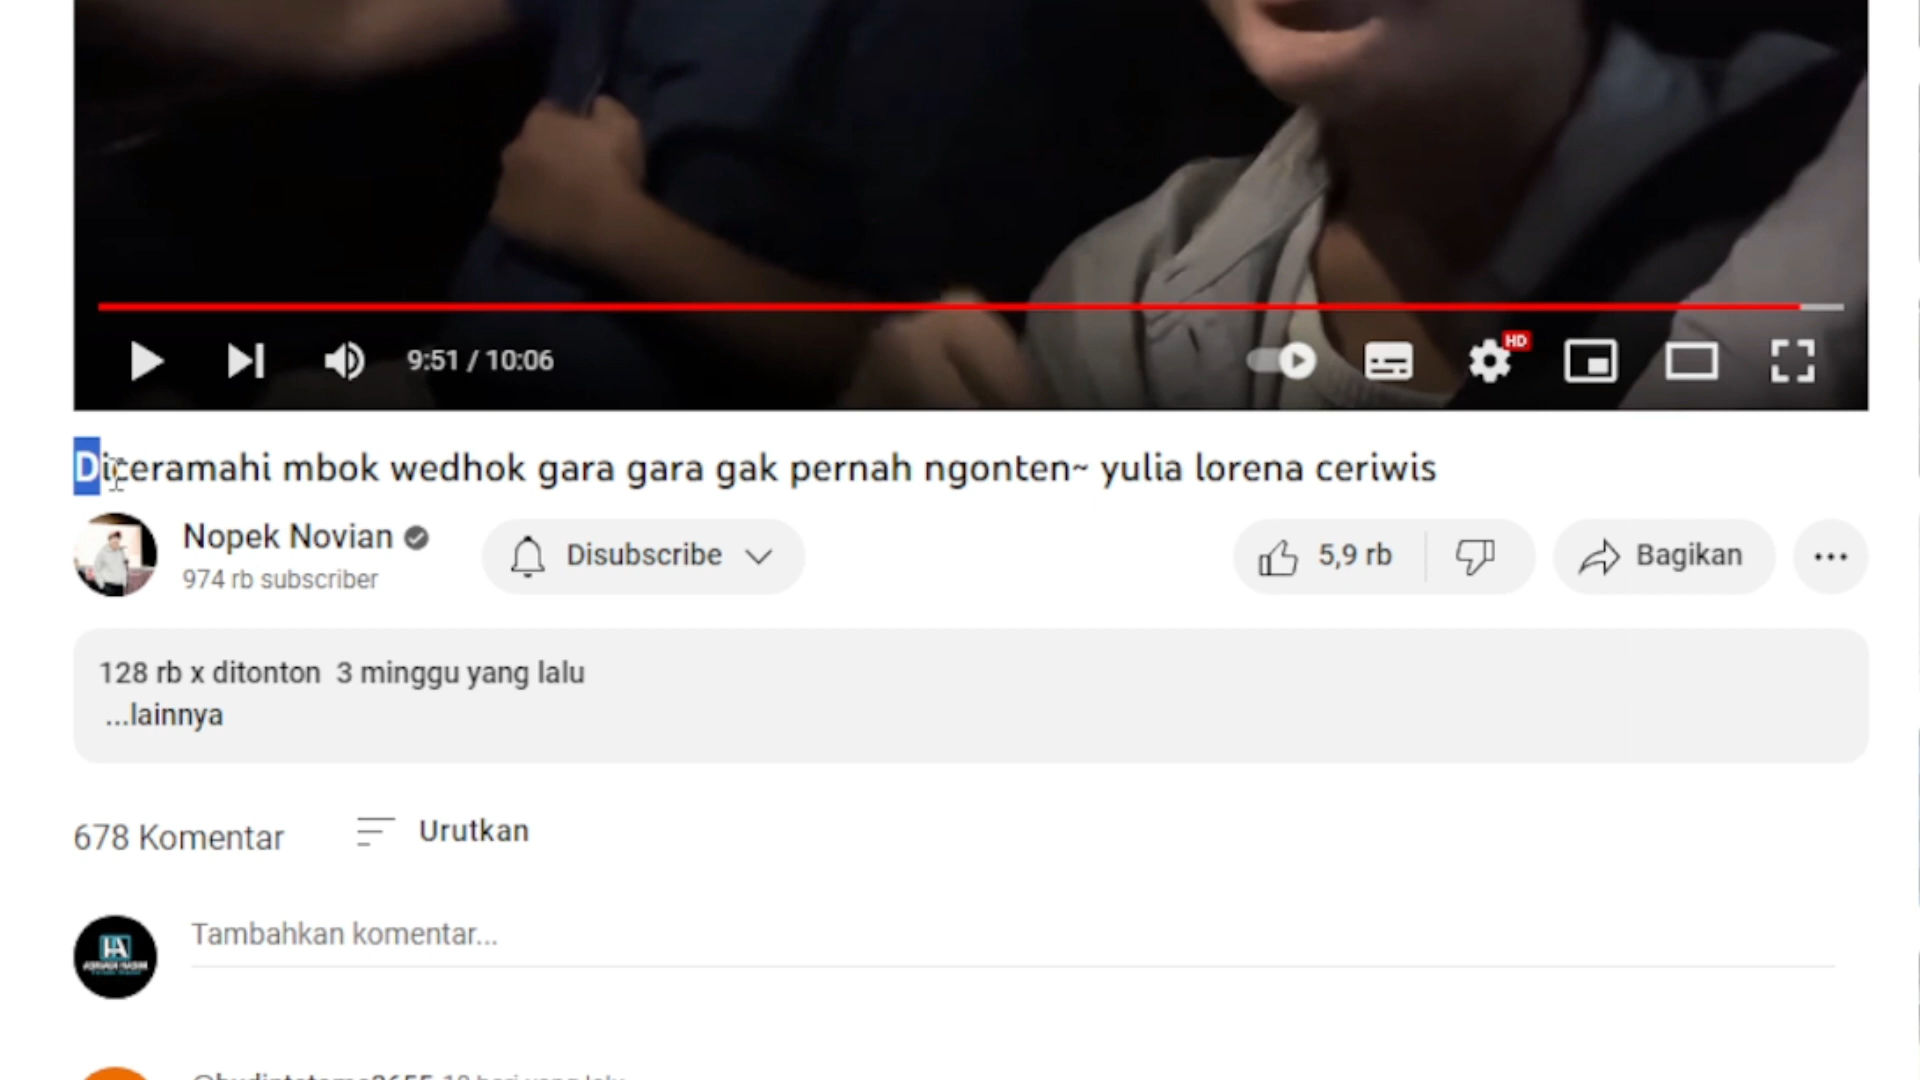 HD
9:51 / 10:06
Diceramahi mbok wedhok gara gara gak pernah ngonten~ yulia lorena ceriwis
Nopek Novian
974 rb subscriber
Disubscribe
5,9 rb
Bagikan
128 rb x ditonton 3 minggu yang lalu
...lainnya
678 Komentar
Urutkan
Tambahkan komentar...
HA